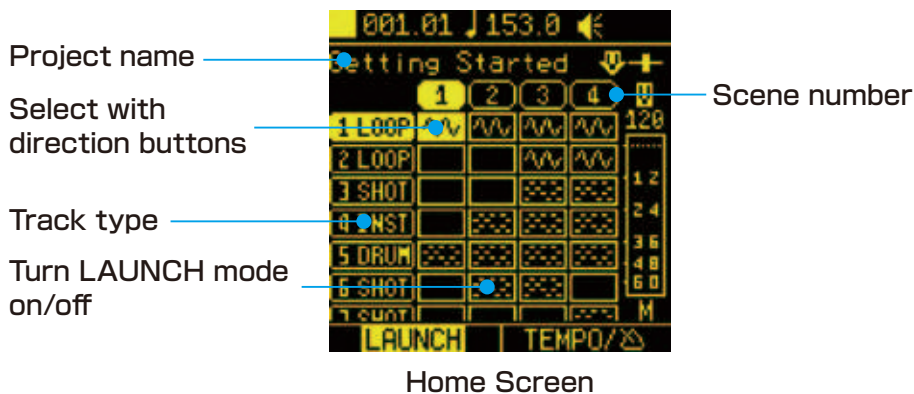 001.01 ♩153.0
Project name
Getting Started
1 2 3 4
Scene number
Select with
direction buttons
1 LOOP
120
2 LOOP
12
3 SHOT
24
Track type
4 INST
36
5 DRUM
48
Turn LAUNCH mode
on/off
6 SHOT
60
7 SHOT
M
LAUNCH
TEMPO/
Home Screen